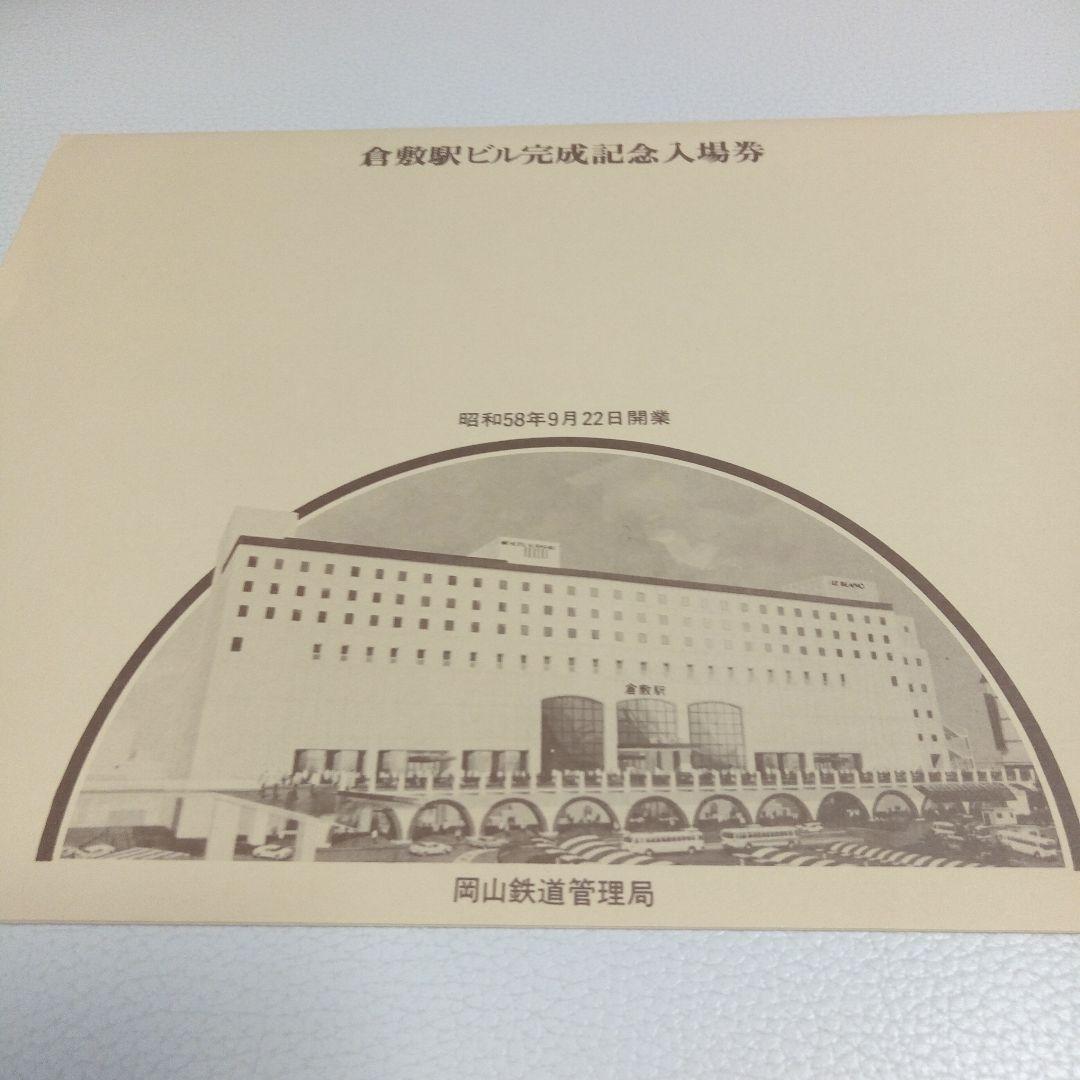 倉敷駅ビル完成記念入場券
昭和58年9月22日開業
倉敷駅
岡山鉄道管理局